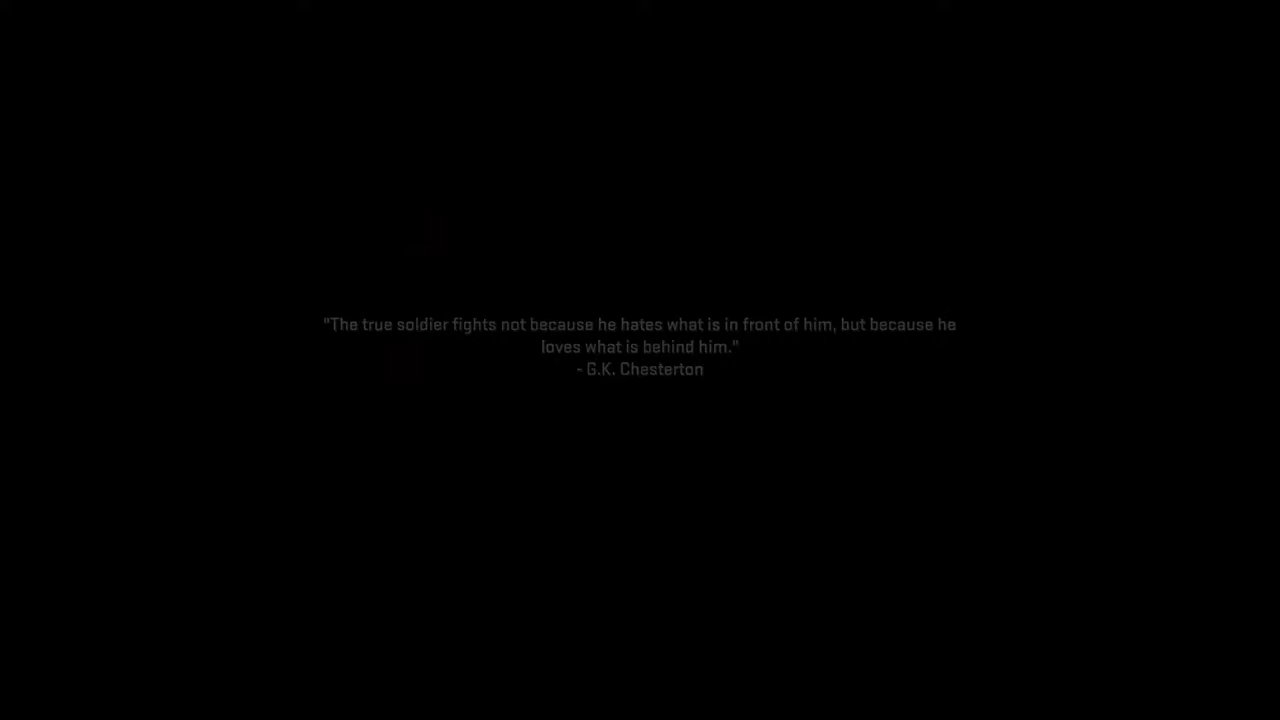 "The true soldier fights not because he hates what is in front of him, but because he
loves what is behind him."
- G.K. Chesterton